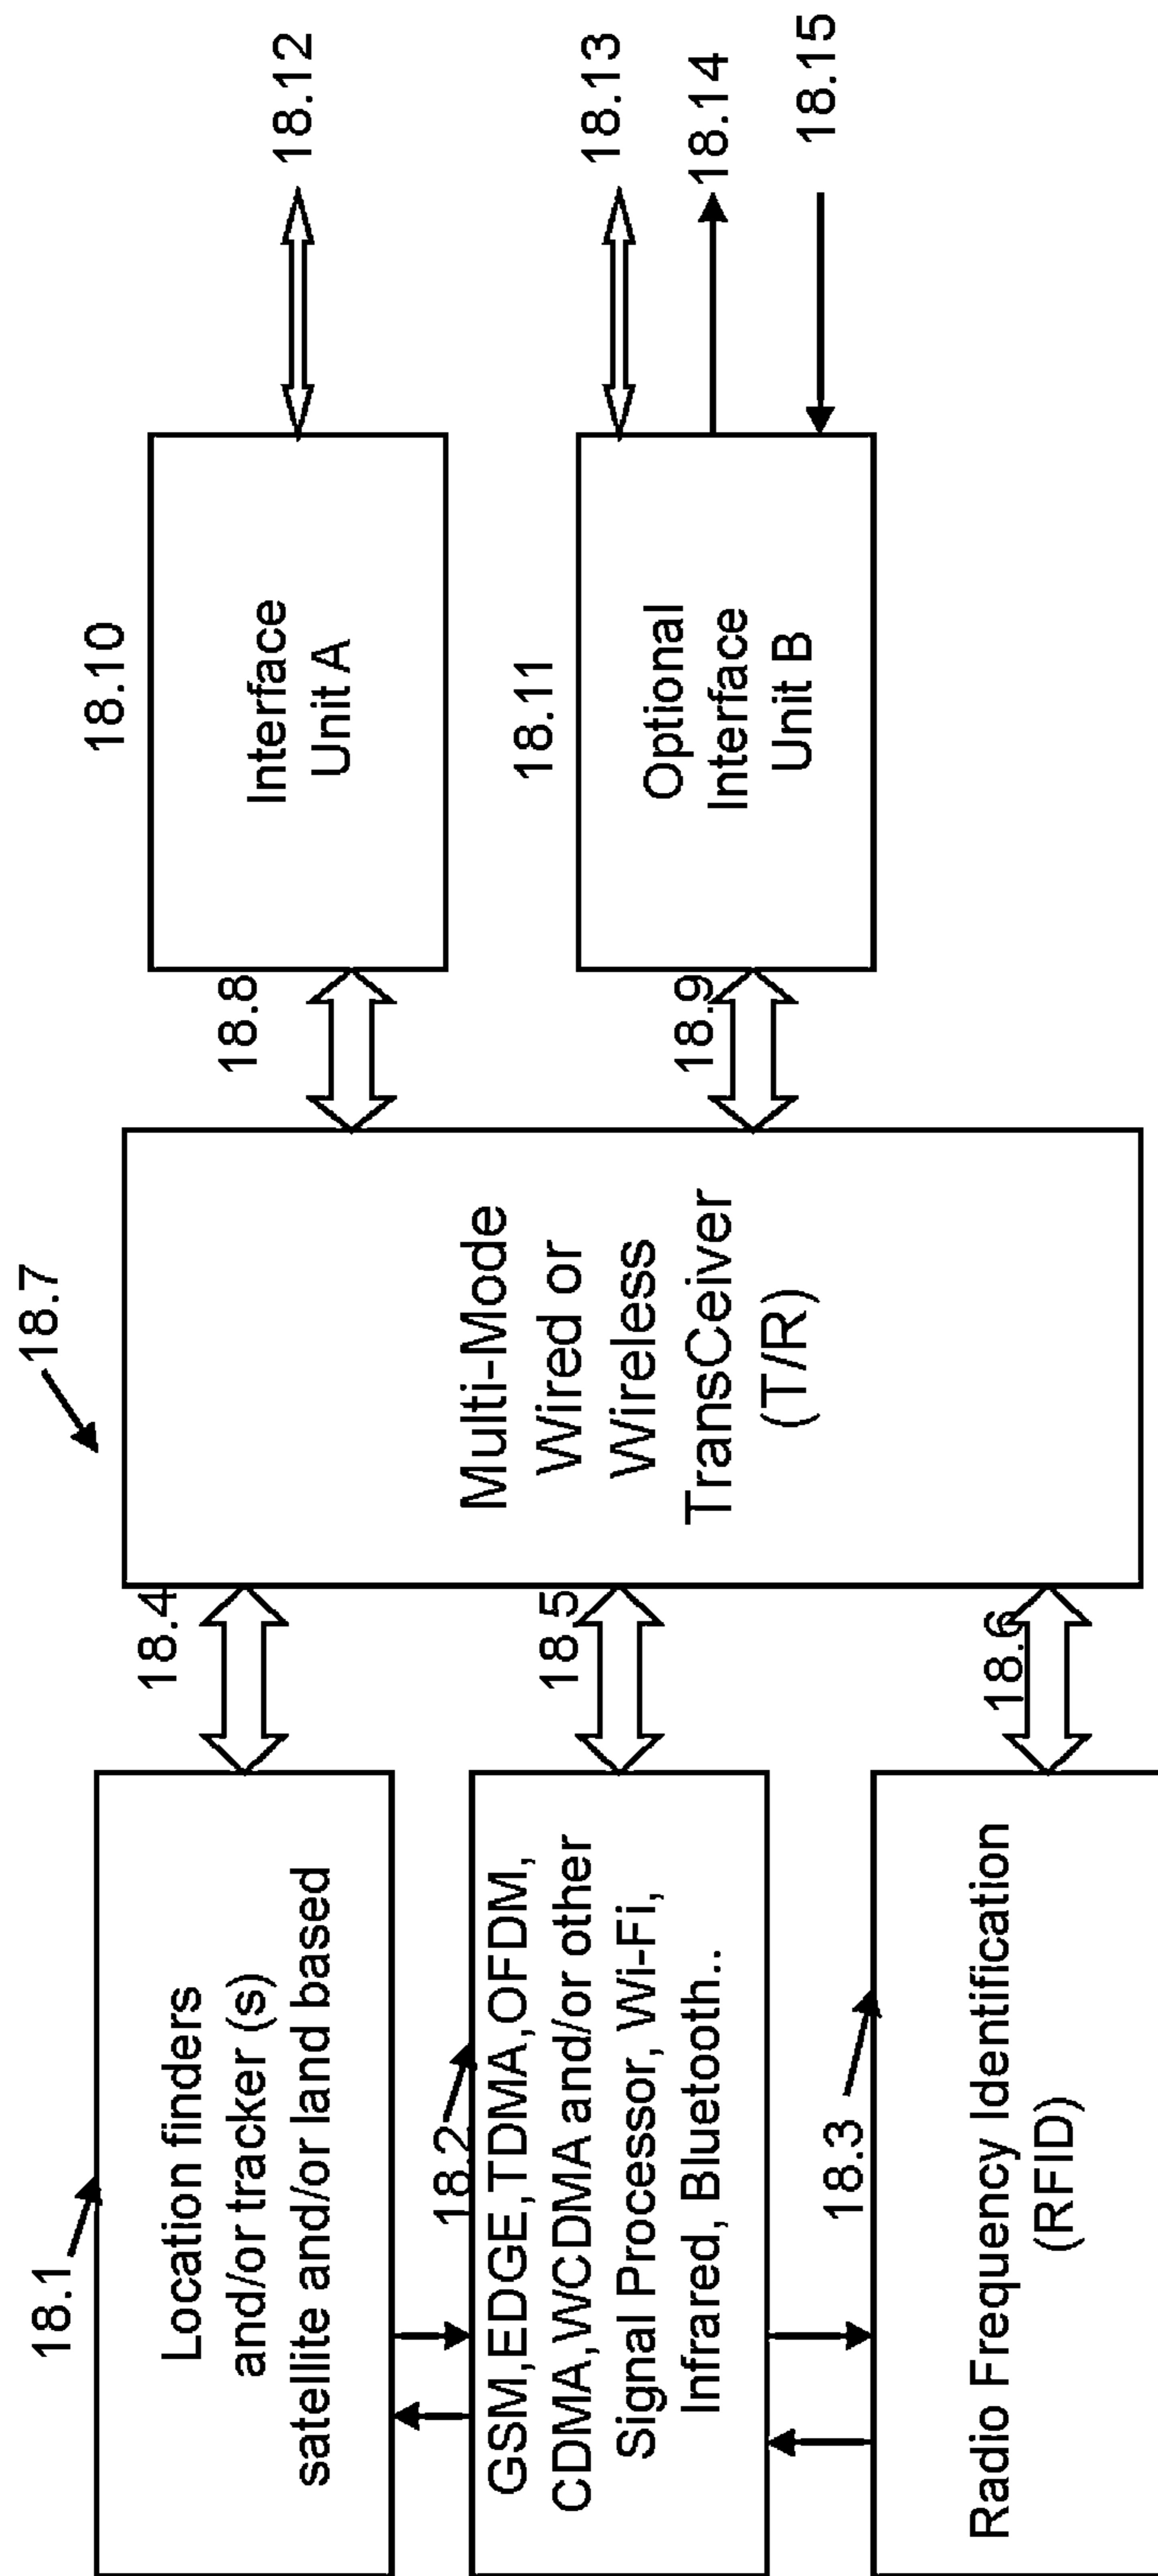 18.1
Location finders
and/or tracker (s)
satellite and/or land based
18.2
GSM,EDGE,TDMA,OFDM,
CDMA,WCDMA and/or other
Signal Processor, Wi-Fi,
Infrared, Bluetooth..
18.3
Radio Frequency Identification
(RFID)
18.4
18.5
18.6
18.7
Multi-Mode
Wired or
Wireless
TransCeiver
(T/R)
18.8
18.9
18.10
Interface
Unit A
18.11
Optional
Interface
Unit B
18.12
18.13
18.14
18.15